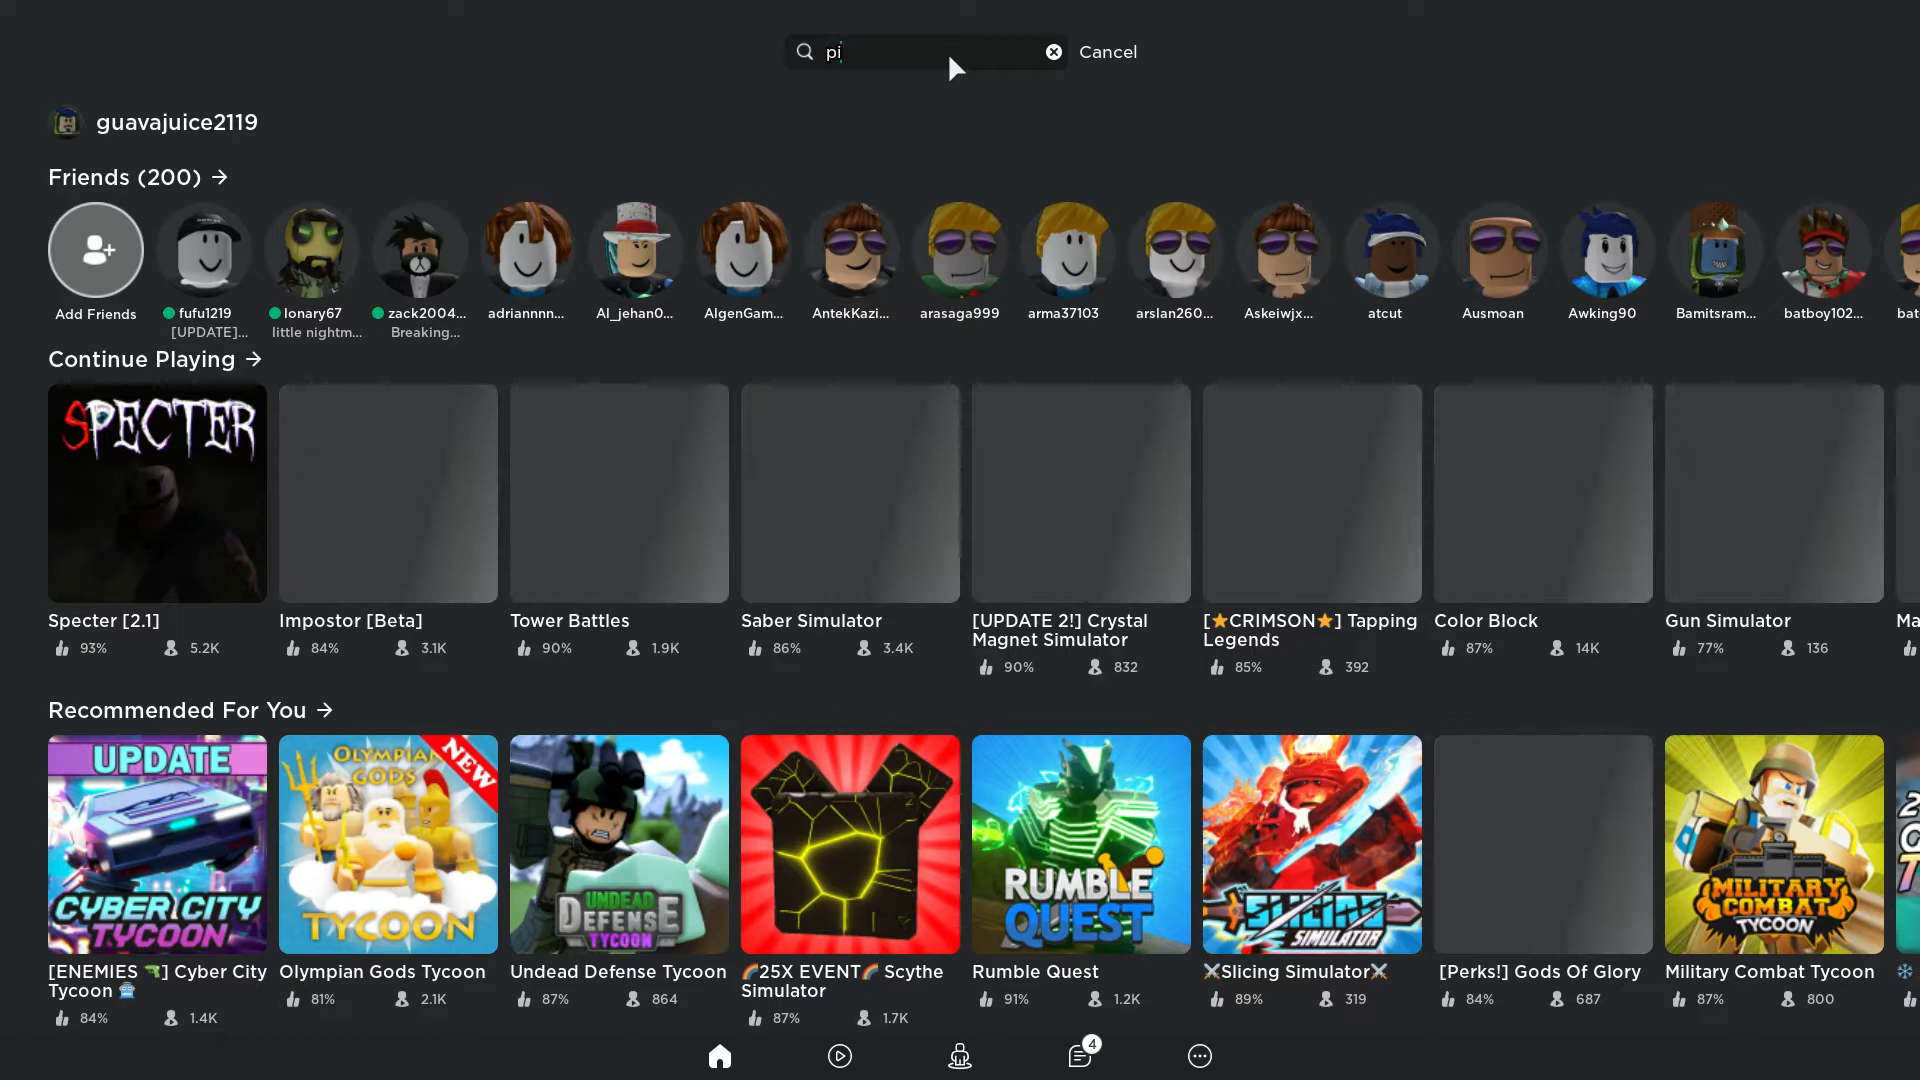 pi
Cancel
guavajuice2119
Friends (200) →
Add Friends
fufu1219
[UPDATE]...
lonary67
little nightm...
zack2004...
Breaking...
adriannnn...
Al_jehan0...
AlgenGam...
AntekKazi...
arasaga999
arma37103
arslan260...
Askeiwjx...
atcut
Ausmoan
Awking90
Bamitsram...
batboy102...
Continue Playing →
SPECTER
Specter [2.1]
93% 5.2K
Impostor [Beta]
84% 3.1K
Tower Battles
90% 1.9K
Saber Simulator
86% 3.4K
[UPDATE 2!] Crystal
Magnet Simulator
90% 832
[⭐CRIMSON⭐] Tapping
Legends
85% 392
Color Block
87% 14K
Gun Simulator
77% 136
Recommended For You →
UPDATE
CYBER CITY
TYCOON
[ENEMIES 🔫] Cyber City
Tycoon 🤖
84% 1.4K
OLYMPIAN
GODS
NEW
TYCOON
Olympian Gods Tycoon
81% 2.1K
UNDEAD
DEFENSE
TYCOON
Undead Defense Tycoon
87% 864
🌈25X EVENT🌈 Scythe
Simulator
87% 1.7K
RUMBLE
QUEST
Rumble Quest
91% 1.2K
SLICING
SIMULATOR
⚔️Slicing Simulator⚔️
89% 319
[Perks!] Gods Of Glory
84% 687
MILITARY
COMBAT
TYCOON
Military Combat Tycoon
87% 800
4